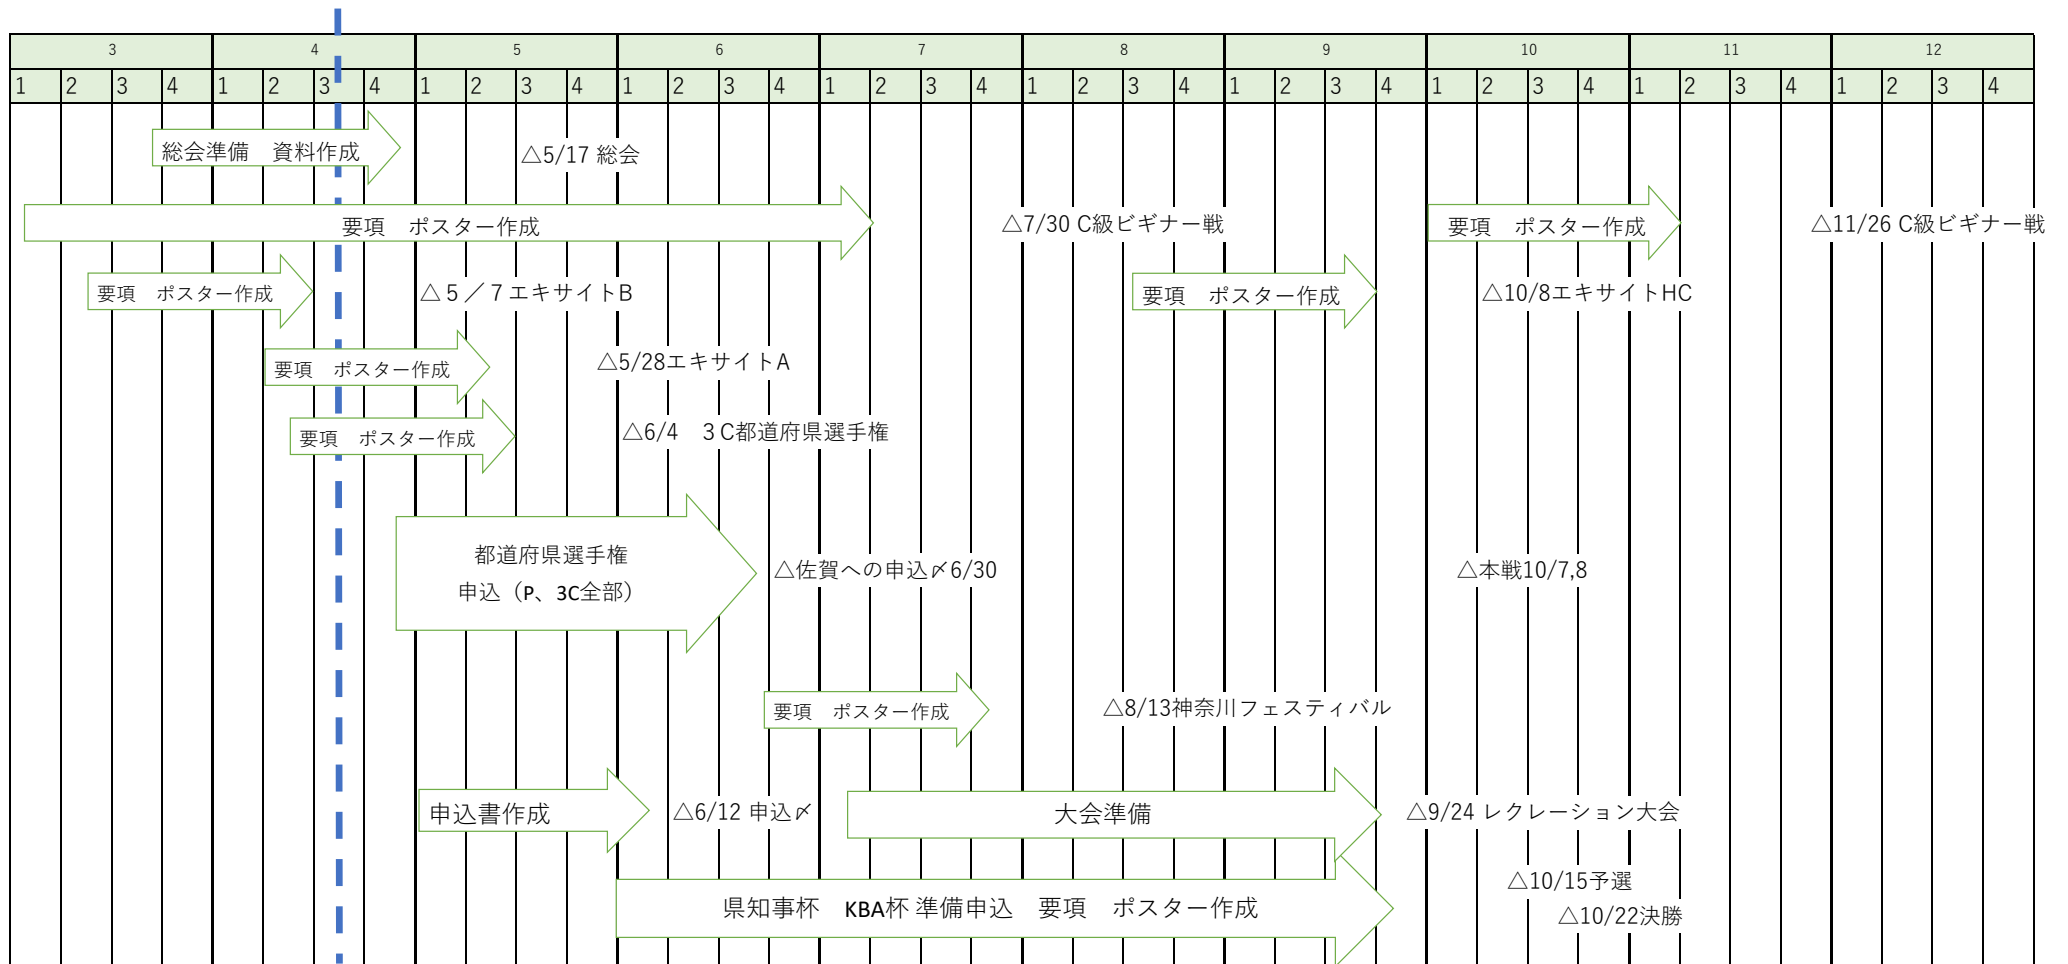 3 4 5 6 7 8 9 10 11 12
1 2 3 4 1 2 3 4 1 2 3 4 1 2 3 4 1 2 3 4 1 2 3 4 1 2 3 4 1 2 3 4 1 2 3 4 1 2 3 4
総会準備　資料作成 △5/17 総会
要項　ポスター作成 △7/30 C級ビギナー戦 要項　ポスター作成 △11/26 C級ビギナー戦
要項　ポスター作成 △５／７エキサイトB 要項　ポスター作成 △10/8エキサイトHC
要項　ポスター作成 △5/28エキサイトA
要項　ポスター作成 △6/4　３C都道府県選手権
都道府県選手権
申込（P、3C全部） △佐賀への申込〆6/30 △本戦10/7,8
要項　ポスター作成 △8/13神奈川フェスティバル
申込書作成 △6/12 申込〆 大会準備 △9/24 レクレーション大会
△10/15予選
県知事杯　KBA杯 準備申込　要項　ポスター作成
△10/22決勝